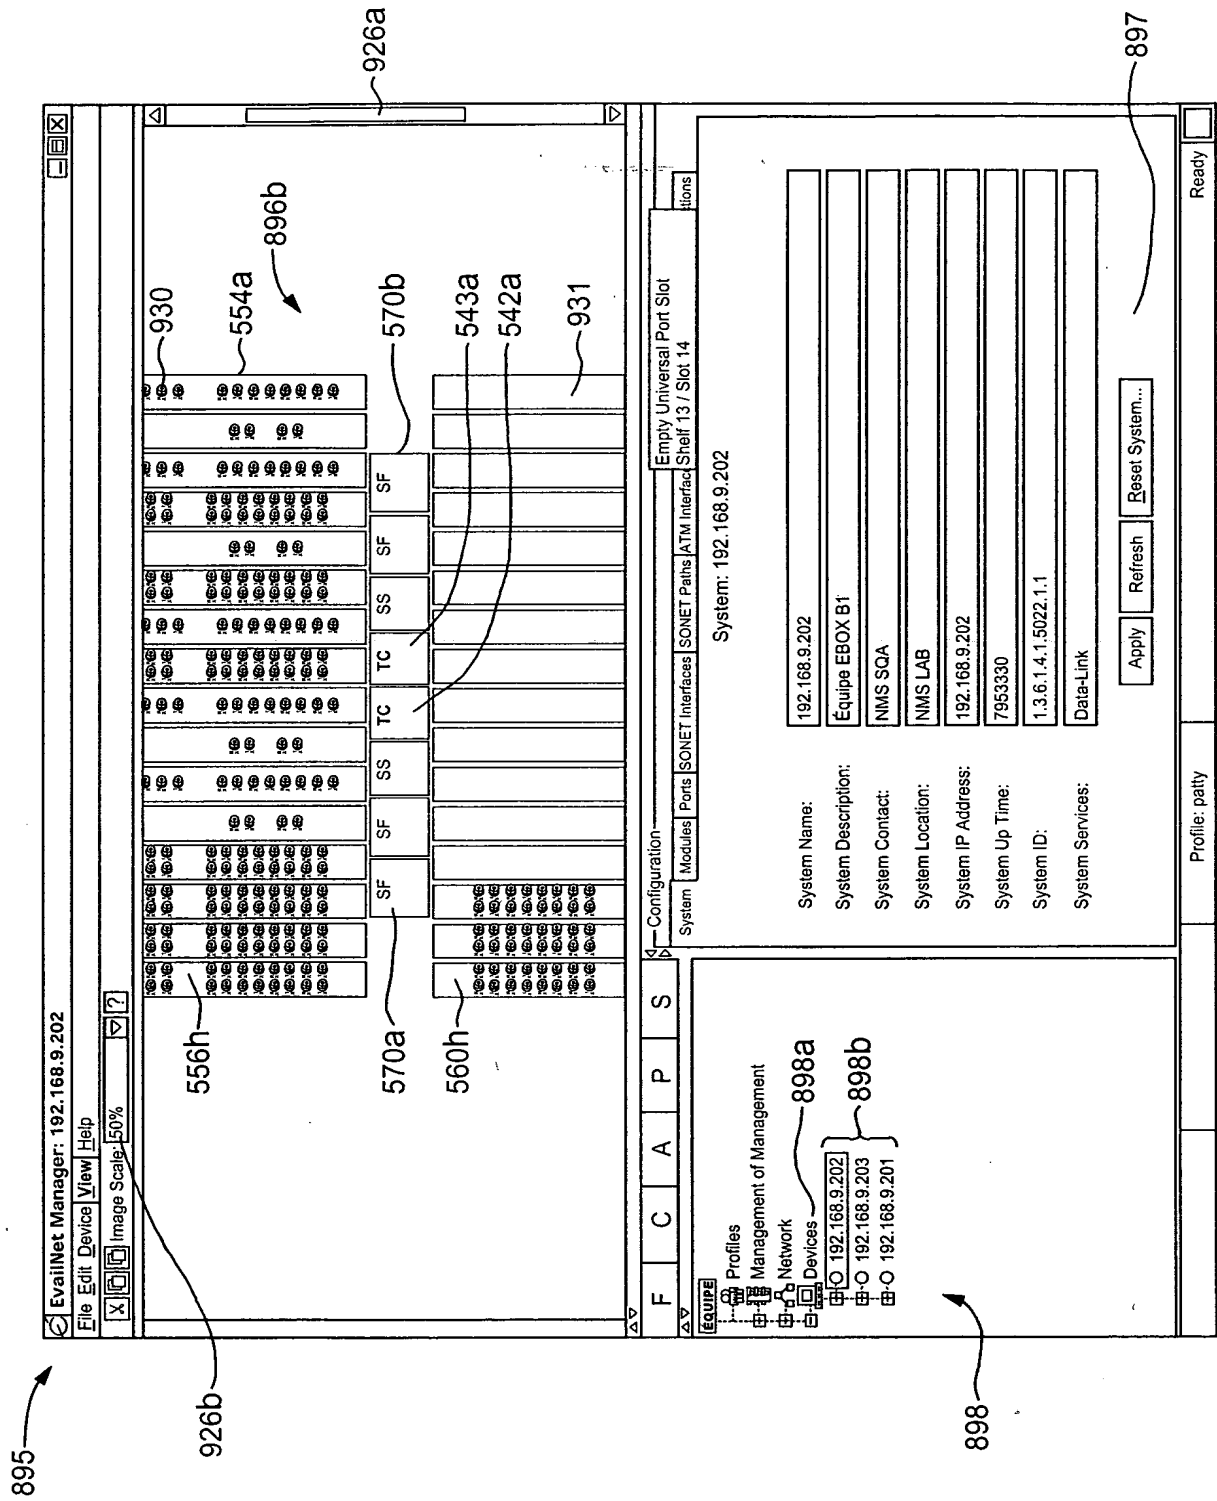 895
EvailNet Manager: 192.168.9.202
File Edit Device View Help
Image Scale: 50% ?
926b
926a
930
554a
896b
556h
SF SF SS TC TC SS SF SF
570a
570b
543a
542a
560h
931
F C A P S
ÉQUIPE
Profiles
Management of Management
Network
Devices
192.168.9.202
192.168.9.203
192.168.9.201
898a
898b
898
Configuration
Empty Universal Port Slot
Shelf 13 / Slot 14
System Modules Ports SONET Interfaces SONET Paths ATM Interfac tions
System: 192.168.9.202
System Name: 192.168.9.202
System Description: Équipe EBOX B1
System Contact: NMS SQA
System Location: NMS LAB
System IP Address: 192.168.9.202
System Up Time: 7953330
System ID: 1.3.6.1.4.1.5022.1.1
System Services: Data-Link
Apply Refresh Reset System...
897
Profile: patty
Ready